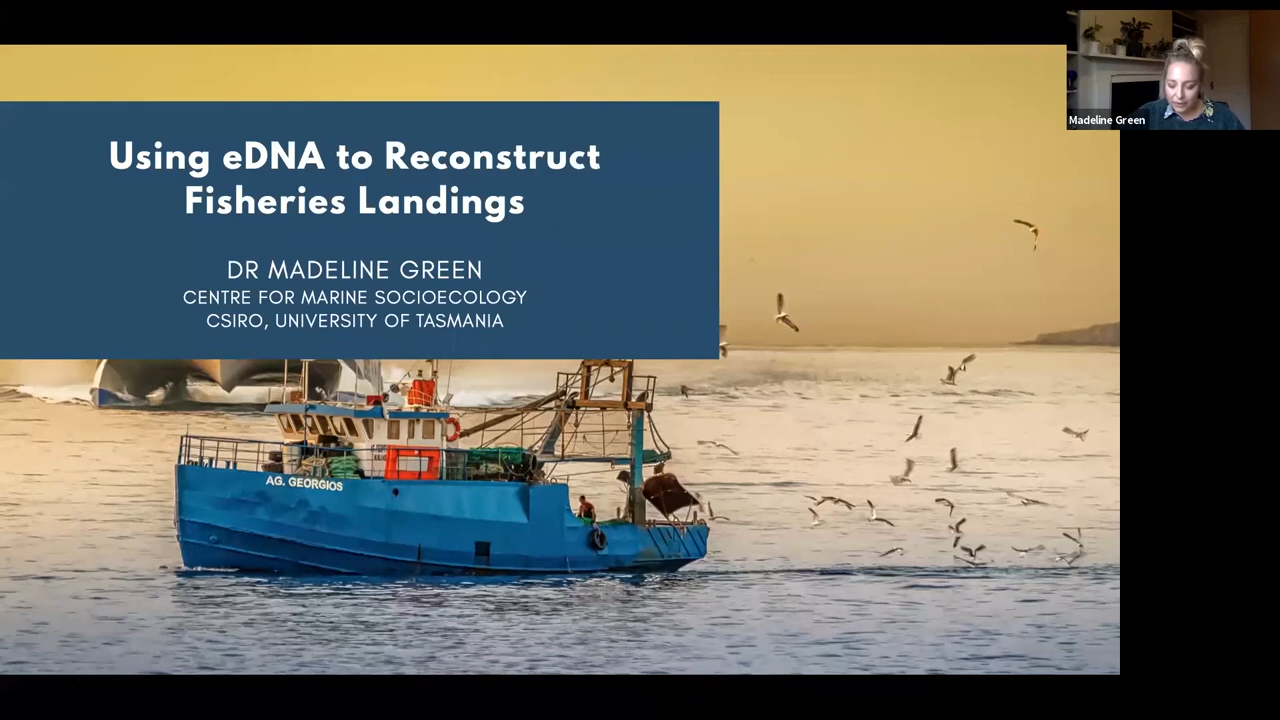 Using eDNA to Reconstruct
Fisheries Landings
DR MADELINE GREEN
CENTRE FOR MARINE SOCIOECOLOGY
CSIRO, UNIVERSITY OF TASMANIA
Madeline Green
AG. GEORGIOS